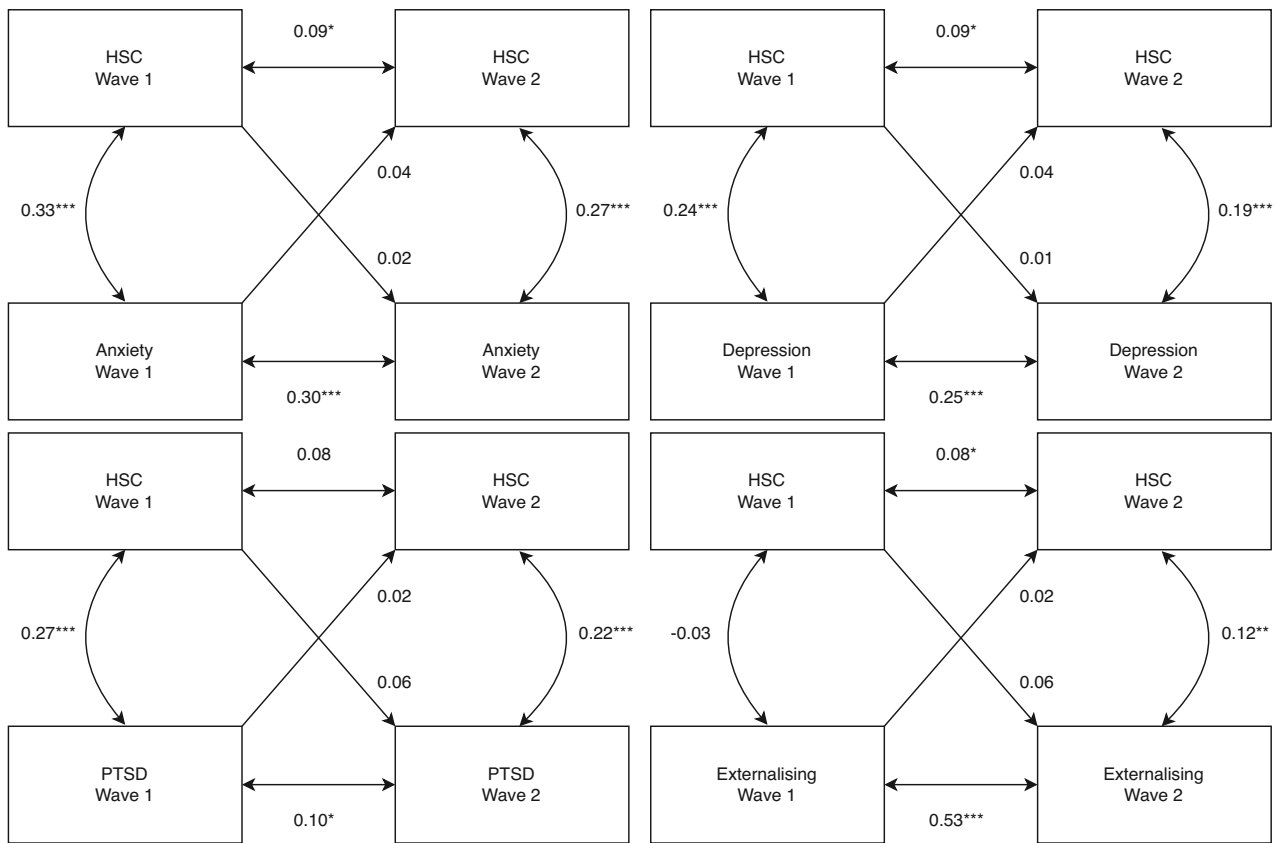 0.09*
HSC
Wave 1
HSC
Wave 2
0.04
0.33***
0.27***
0.02
Anxiety
Wave 1
Anxiety
Wave 2
0.30***
0.09*
HSC
Wave 1
HSC
Wave 2
0.04
0.24***
0.19***
0.01
Depression
Wave 1
Depression
Wave 2
0.25***
0.08
HSC
Wave 1
HSC
Wave 2
0.02
0.27***
0.22***
0.06
PTSD
Wave 1
PTSD
Wave 2
0.10*
0.08*
HSC
Wave 1
HSC
Wave 2
0.02
-0.03
0.12**
0.06
Externalising
Wave 1
Externalising
Wave 2
0.53***